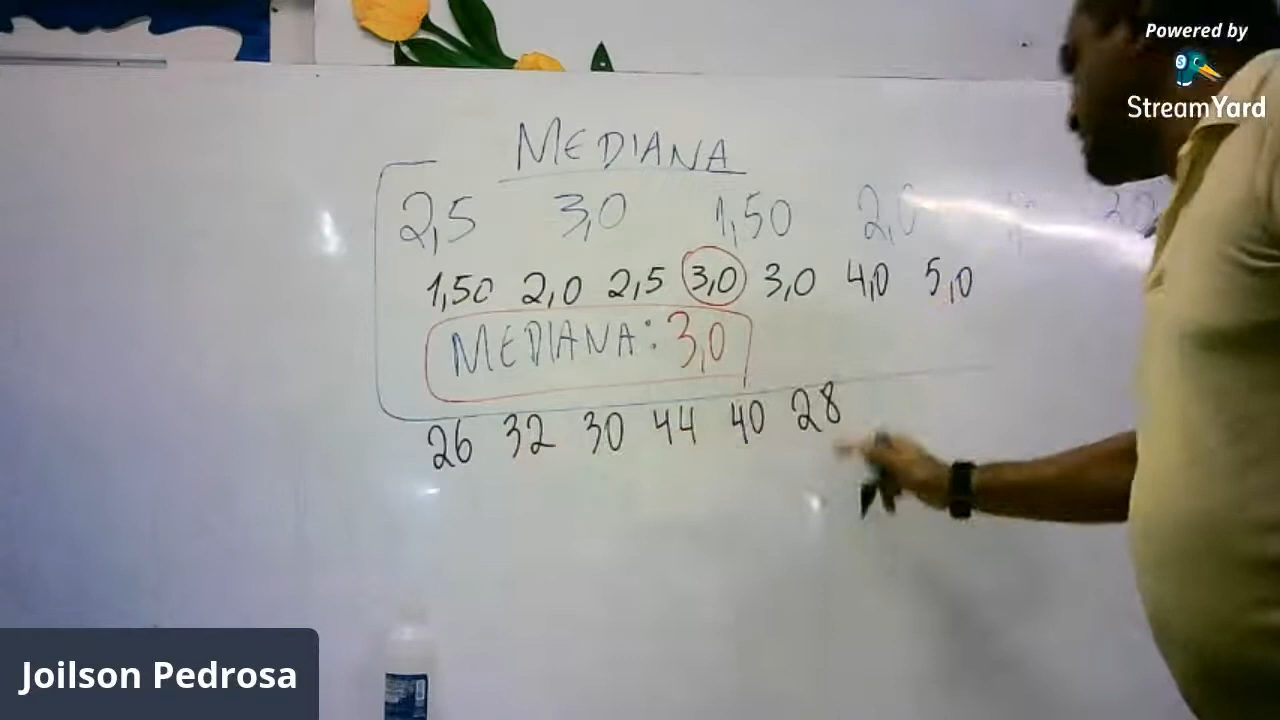 Powered by
StreamYard
MEDIANA
2,5 3,0 1,50 2,0
1,50 2,0 2,5 3,0 3,0 4,0 5,0
MEDIANA: 3,0
26 32 30 44 40 28
Joilson Pedrosa